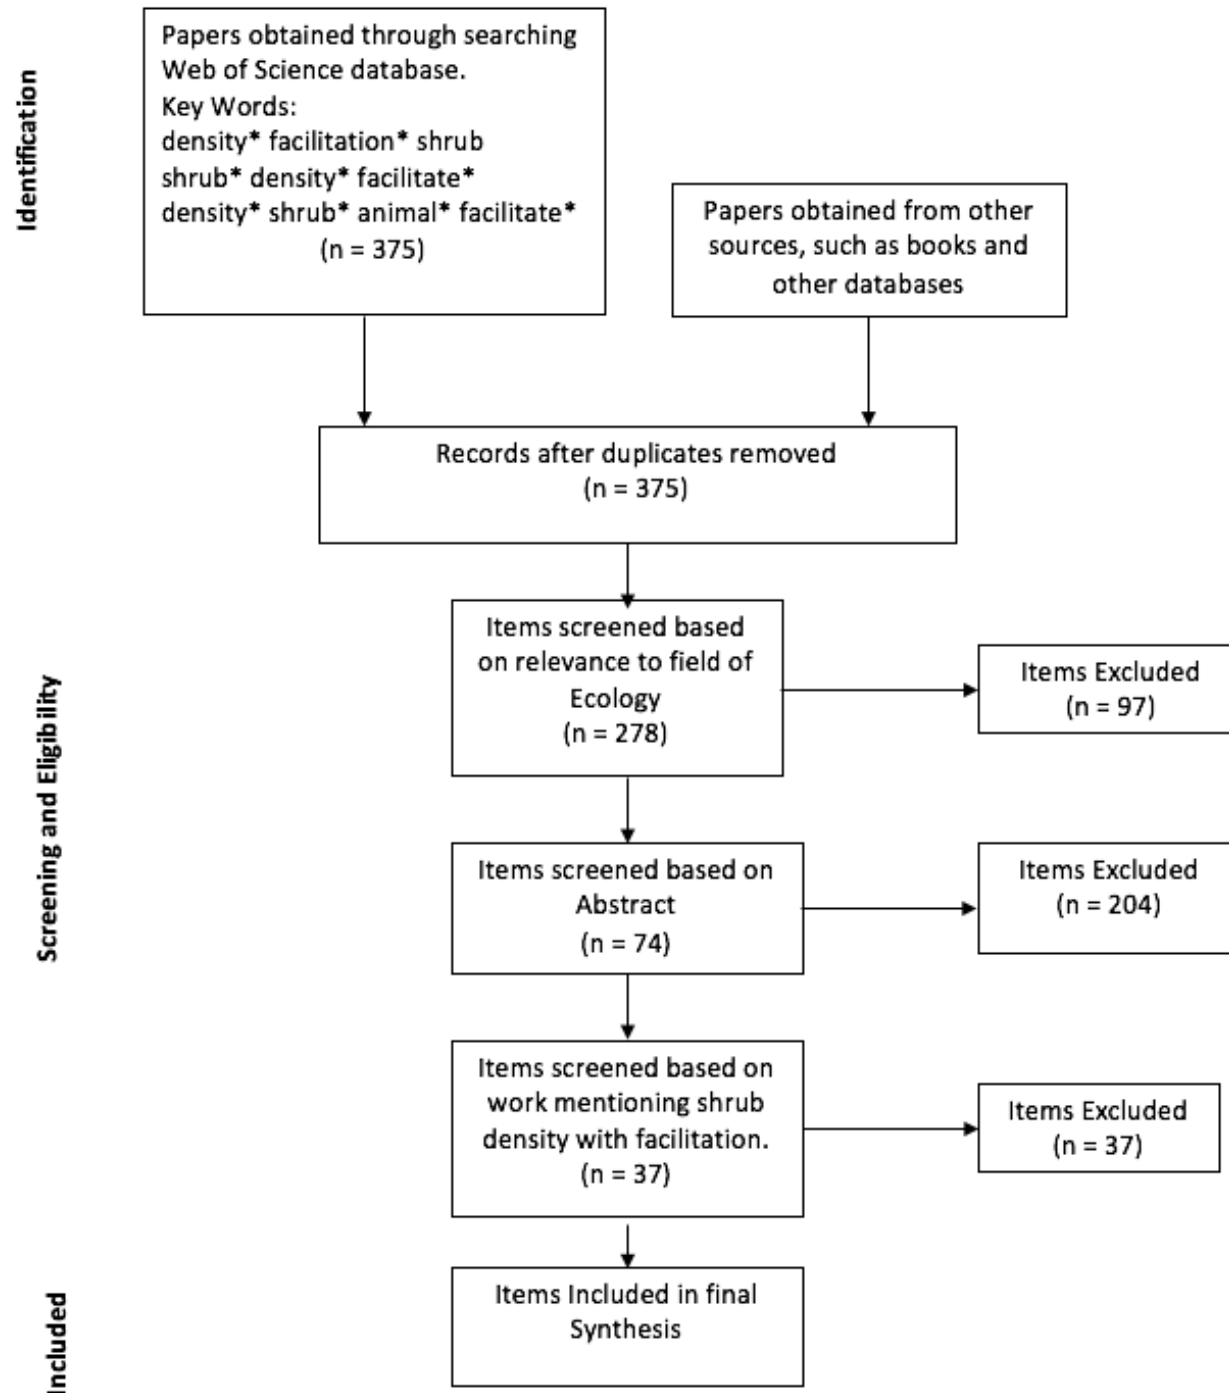 Identification
Papers obtained through searching
Web of Science database.
Key Words:
density* facilitation* shrub
shrub* density* facilitate*
density* shrub* animal* facilitate*
(n = 375)
Papers obtained from other
sources, such as books and
other databases
Records after duplicates removed
(n = 375)
Screening and Eligibility
Items screened based
on relevance to field of
Ecology
(n = 278)
Items Excluded
(n = 97)
Items screened based on
Abstract
(n = 74)
Items Excluded
(n = 204)
Items screened based on
work mentioning shrub
density with facilitation.
(n = 37)
Items Excluded
(n = 37)
Included
Items Included in final
Synthesis